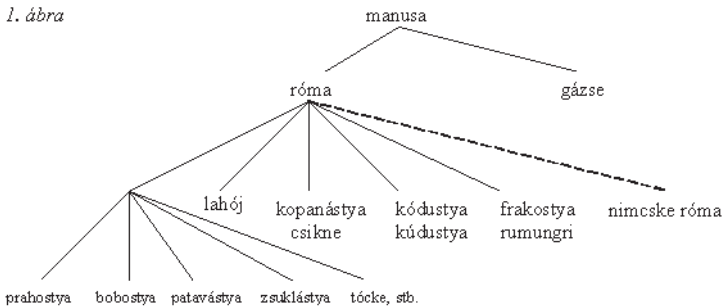 1. ábra
manusa
róma gázse
lahój kopanástya kódustya frakostya nimcske róma
csikne kúdustya rumungri
prahostya bobostya patavástya zsuklástya tócke, stb.